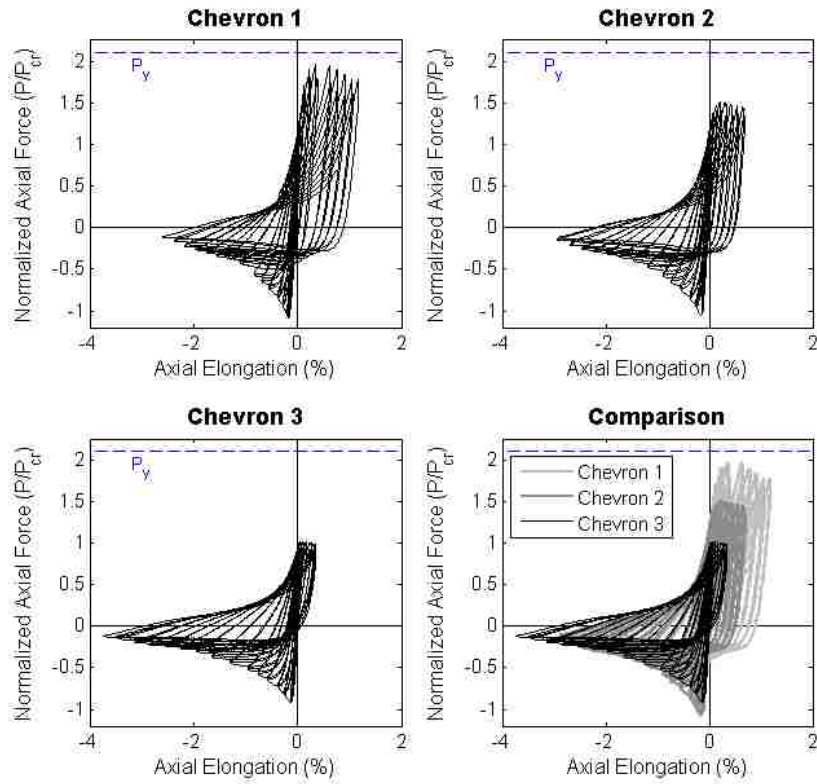 Chevron 1
Normalized Axial Force (P/Pcr)
2
1.5
1
0.5
0
-0.5
-1
Py
-4
-2
0
2
Axial Elongation (%)
Chevron 2
Normalized Axial Force (P/Pcr)
2
1.5
1
0.5
0
-0.5
-1
Py
-4
-2
0
2
Axial Elongation (%)
Chevron 3
Normalized Axial Force (P/Pcr)
2
1.5
1
0.5
0
-0.5
-1
Py
-4
-2
0
2
Axial Elongation (%)
Comparison
Normalized Axial Force (P/Pcr)
2
1.5
1
0.5
0
-0.5
-1
Chevron 1
Chevron 2
Chevron 3
-4
-2
0
2
Axial Elongation (%)